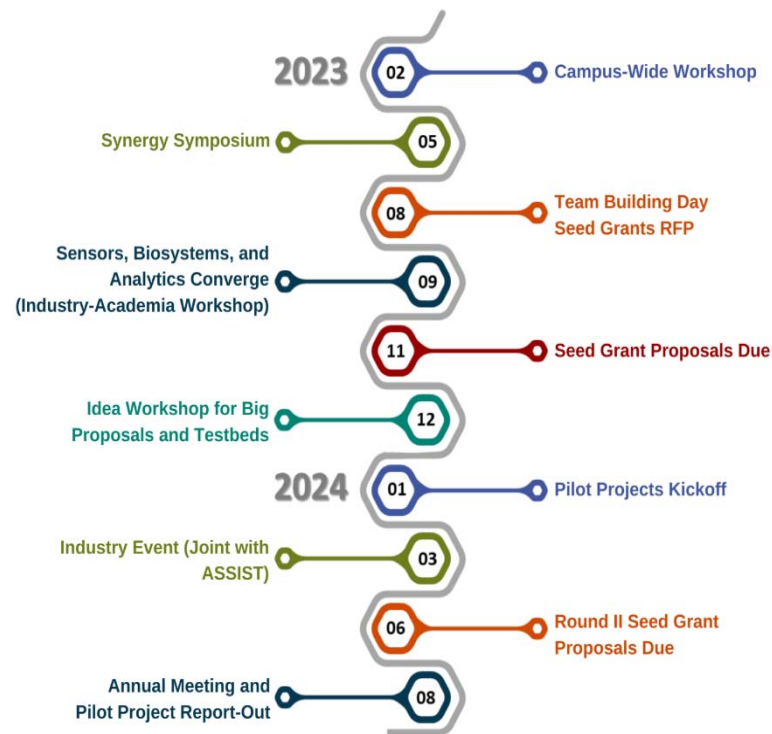 2023
02
Campus-Wide Workshop
Synergy Symposium
05
08
Team Building Day
Seed Grants RFP
Sensors, Biosystems, and
Analytics Converge
(Industry-Academia Workshop)
09
11
Seed Grant Proposals Due
Idea Workshop for Big
Proposals and Testbeds
12
2024
01
Pilot Projects Kickoff
Industry Event (Joint with
ASSIST)
03
06
Round II Seed Grant
Proposals Due
Annual Meeting and
Pilot Project Report-Out
08